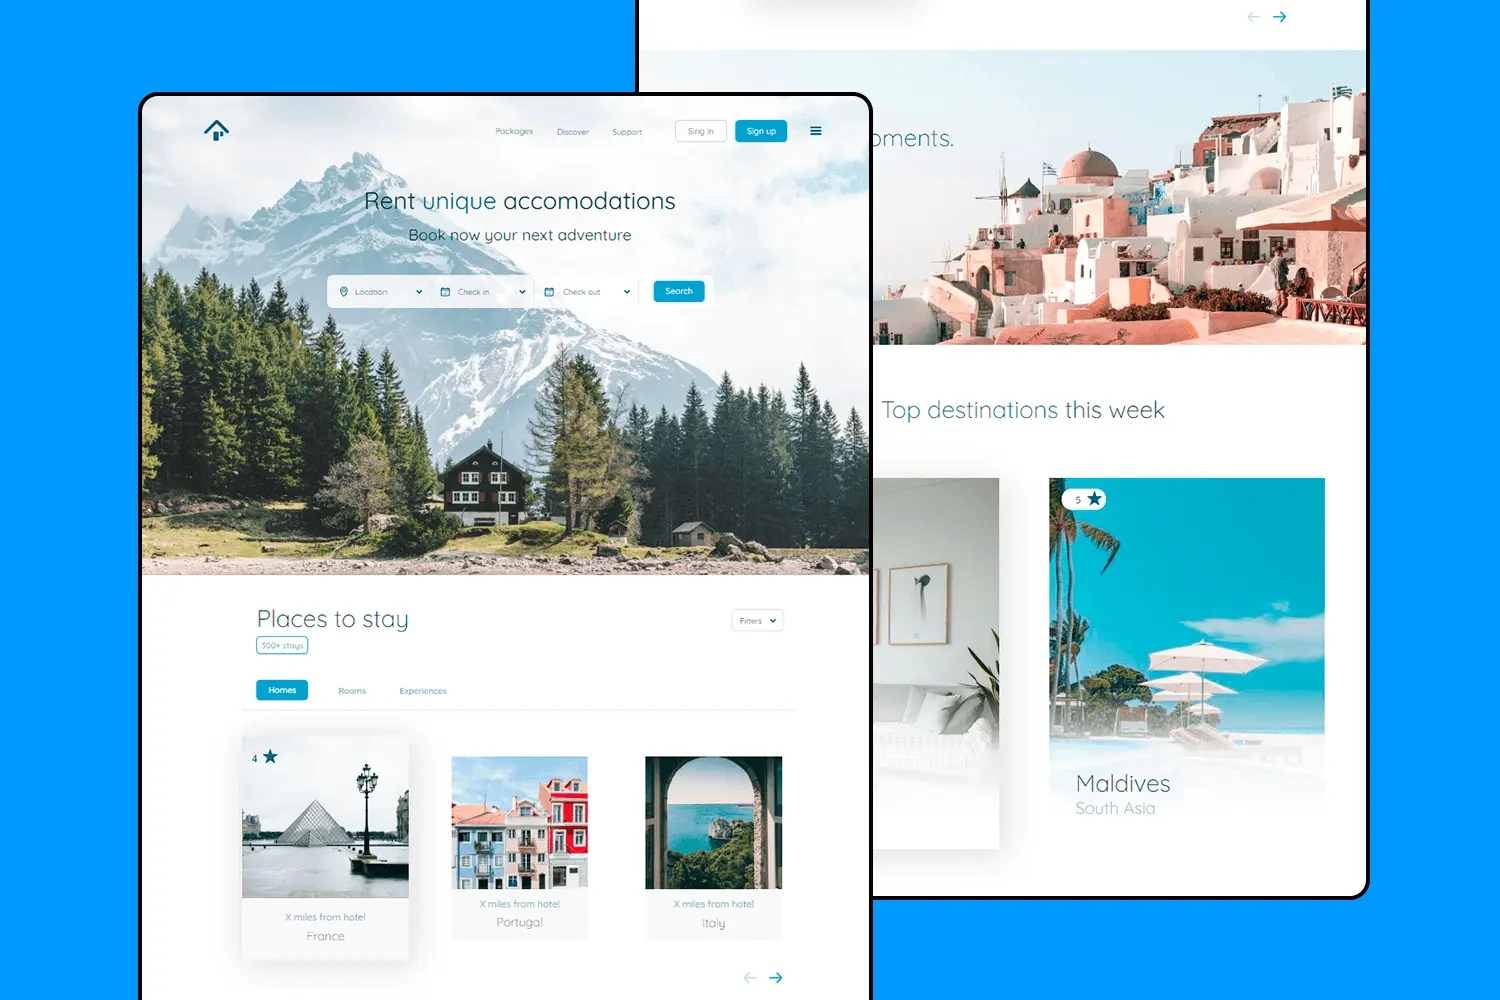 Packages
Discover
Support
Sing in
Sign up
Rent unique accomodations
Book now your next adventure
Location
Check in
Check out
Search
Places to stay
300+ stays
Filters
Homes
Rooms
Experiences
4
X miles from hotel
France
X miles from hotel
Portugal
X miles from hotel
Italy
oments.
Top destinations this week
5
Maldives
South Asia